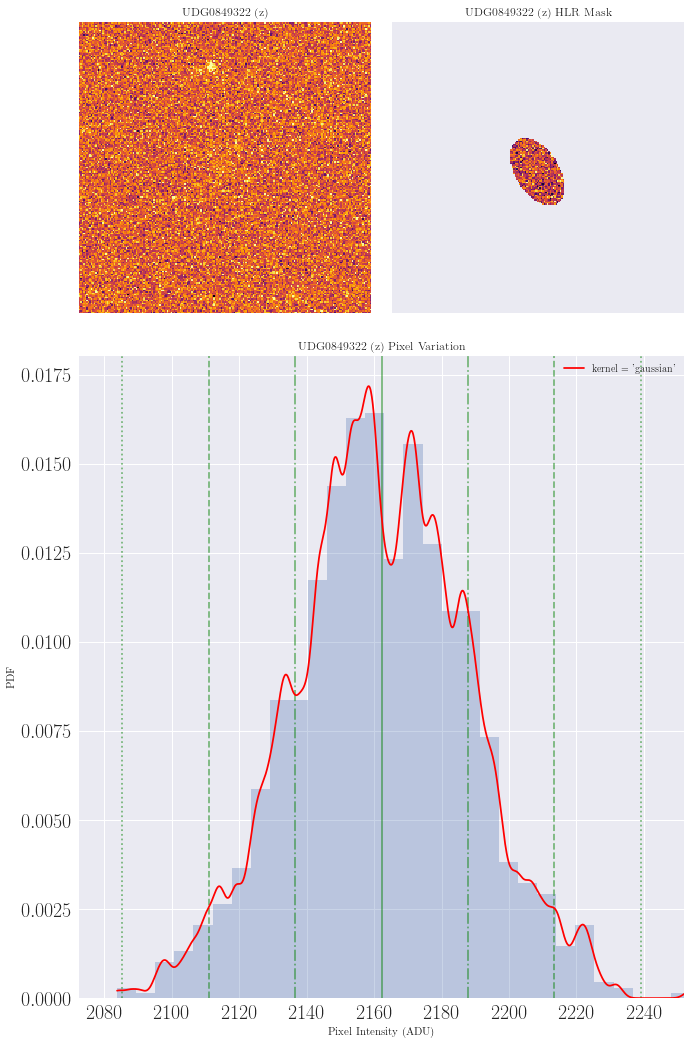 UDG0849322 (z)
UDG0849322 (z) HLR Mask
UDG0849322 (z) Pixel Variation
kernel = 'gaussian'
0.0175
0.0150
0.0125
0.0100
0.0075
0.0050
0.0025
0.0000
PDF
2080 2100 2120 2140 2160 2180 2200 2220 2240
Pixel Intensity (ADU)